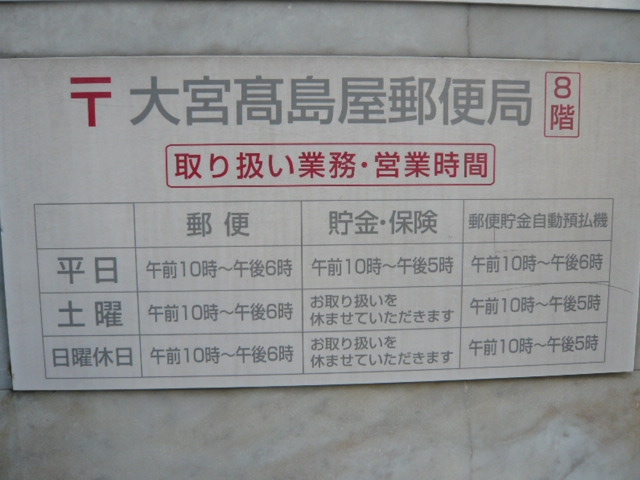 〒 大宮髙島屋郵便局 8階
取り扱い業務・営業時間
郵便 貯金・保険 郵便貯金自動預払機
平日 午前10時～午後6時 午前10時～午後5時 午前10時～午後6時
土曜 午前10時～午後6時 お取り扱いを 午前10時～午後5時
休ませていただきます
日曜休日 午前10時～午後6時 お取り扱いを 午前10時～午後5時
休ませていただきます